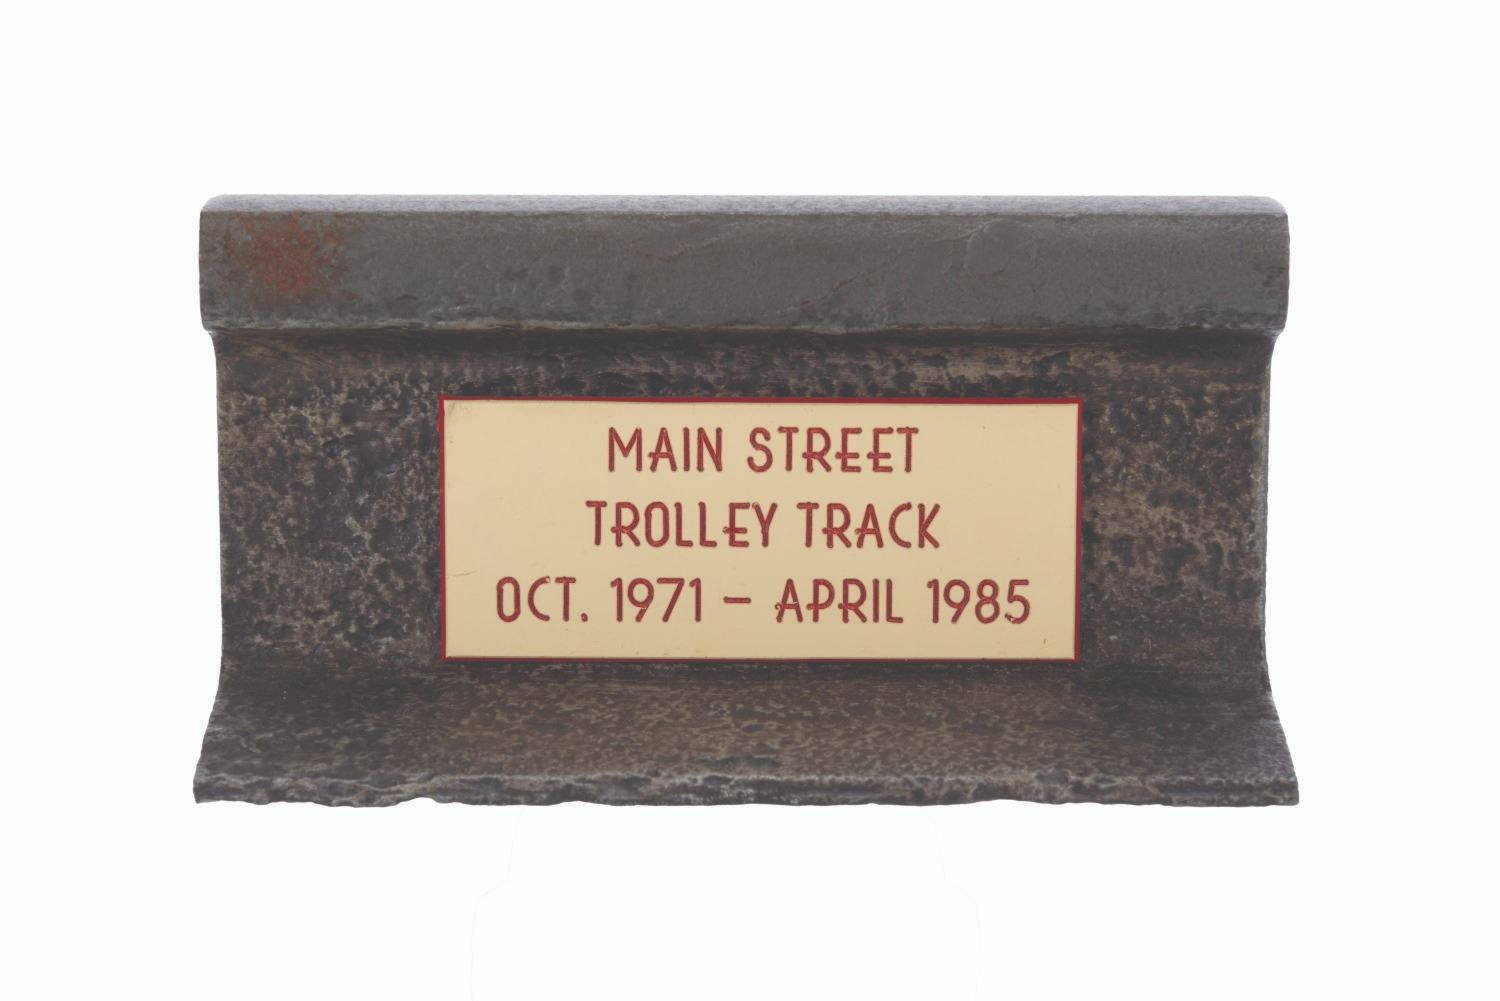 MAIN STREET
TROLLEY TRACK
OCT. 1971 – APRIL 1985